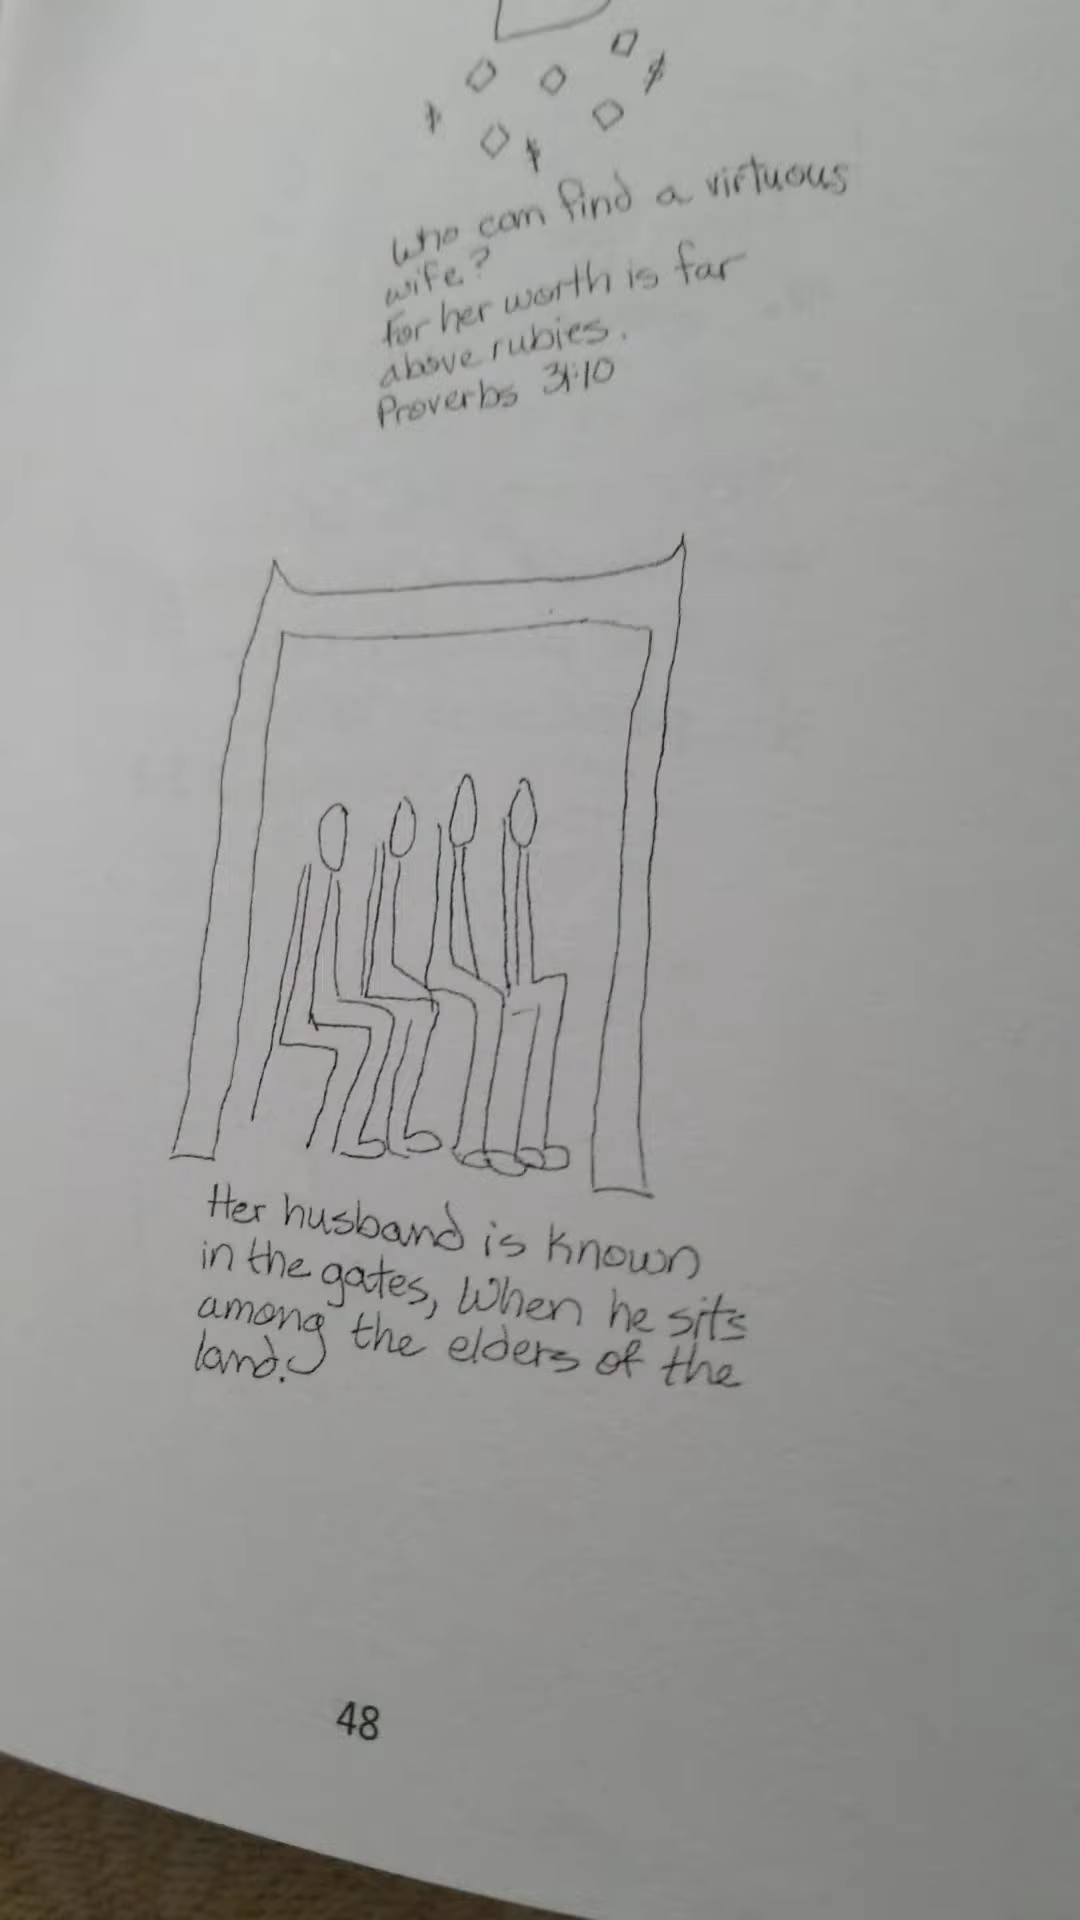 Who can find a virtuous
wife?
For her worth is far
above rubies.
Proverbs 31:10
Her husband is known
in the gates, When he sits
among the elders of the
land.
48